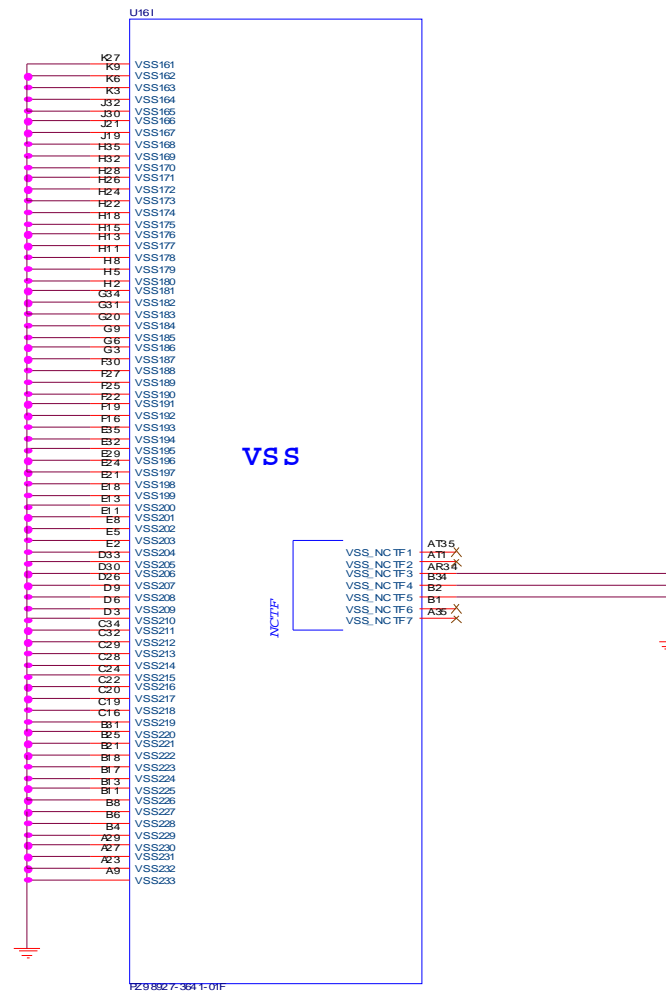 U16I
K27 VSS161
K9 VSS162
K6 VSS163
K3 VSS164
J32 VSS165
J30 VSS166
J21 VSS167
J19 VSS168
H35 VSS169
H32 VSS170
H28 VSS171
H26 VSS172
H24 VSS173
H22 VSS174
H18 VSS175
H15 VSS176
H13 VSS177
H11 VSS178
H8 VSS179
H5 VSS180
H2 VSS181
G34 VSS182
G31 VSS183
G20 VSS184
G9 VSS185
G6 VSS186
G3 VSS187
F30 VSS188
F27 VSS189
F25 VSS190
F22 VSS191
F19 VSS192
F16 VSS193
E35 VSS194
E32 VSS195
E29 VSS196
E24 VSS197
E21 VSS198
E18 VSS199
E13 VSS200
E11 VSS201
E8 VSS202
E5 VSS203
E2 VSS204
D33 VSS205
D30 VSS206
D26 VSS207
D9 VSS208
D6 VSS209
D3 VSS210
C34 VSS211
C32 VSS212
C29 VSS213
C28 VSS214
C24 VSS215
C22 VSS216
C20 VSS217
C19 VSS218
C16 VSS219
B31 VSS220
B25 VSS221
B21 VSS222
B18 VSS223
B17 VSS224
B13 VSS225
B11 VSS226
B8 VSS227
B6 VSS228
B4 VSS229
A29 VSS230
A27 VSS231
A23 VSS232
A9 VSS233
VSS
NCTF
VSS_NCTF1 AT35
VSS_NCTF2 AT1
VSS_NCTF3 AR34
VSS_NCTF4 B34
VSS_NCTF5 B2
VSS_NCTF6 B1
VSS_NCTF7 A35
PZ98927-3641-01F